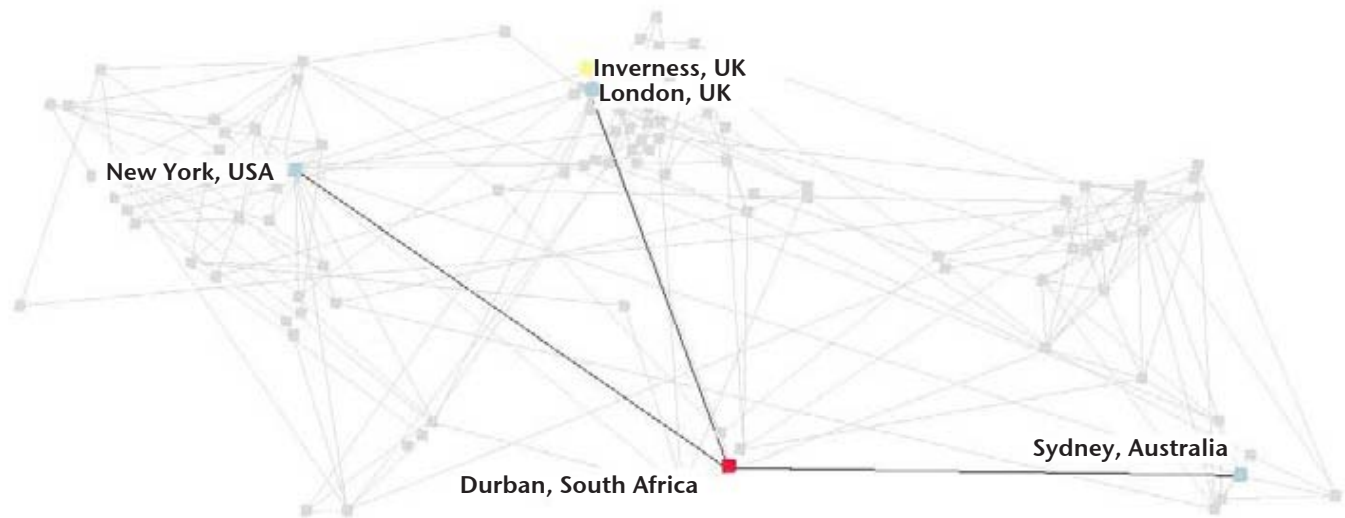 Inverness, UK
London, UK
New York, USA
Sydney, Australia
Durban, South Africa